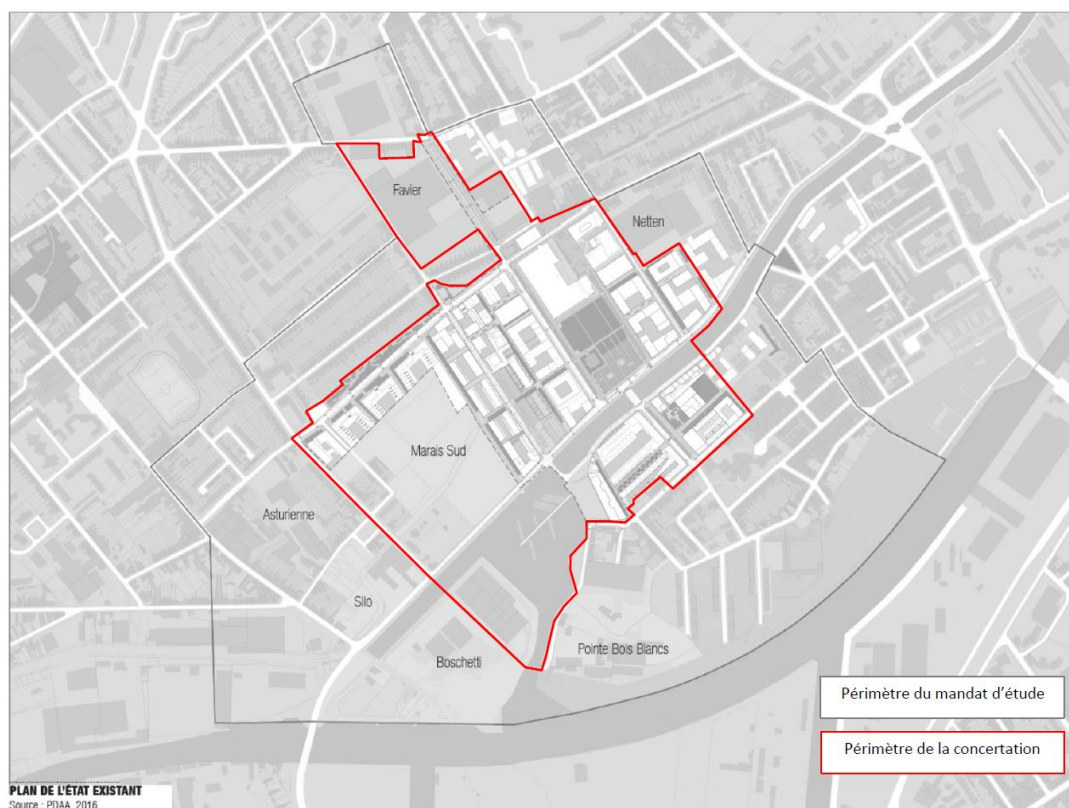 Favier
Netten
Marais Sud
Asturienne
Silo
Boschetti
Pointe Bois Blancs
Périmètre du mandat d'étude
Périmètre de la concertation
PLAN DE L'ÉTAT EXISTANT
Source : PDAA, 2016